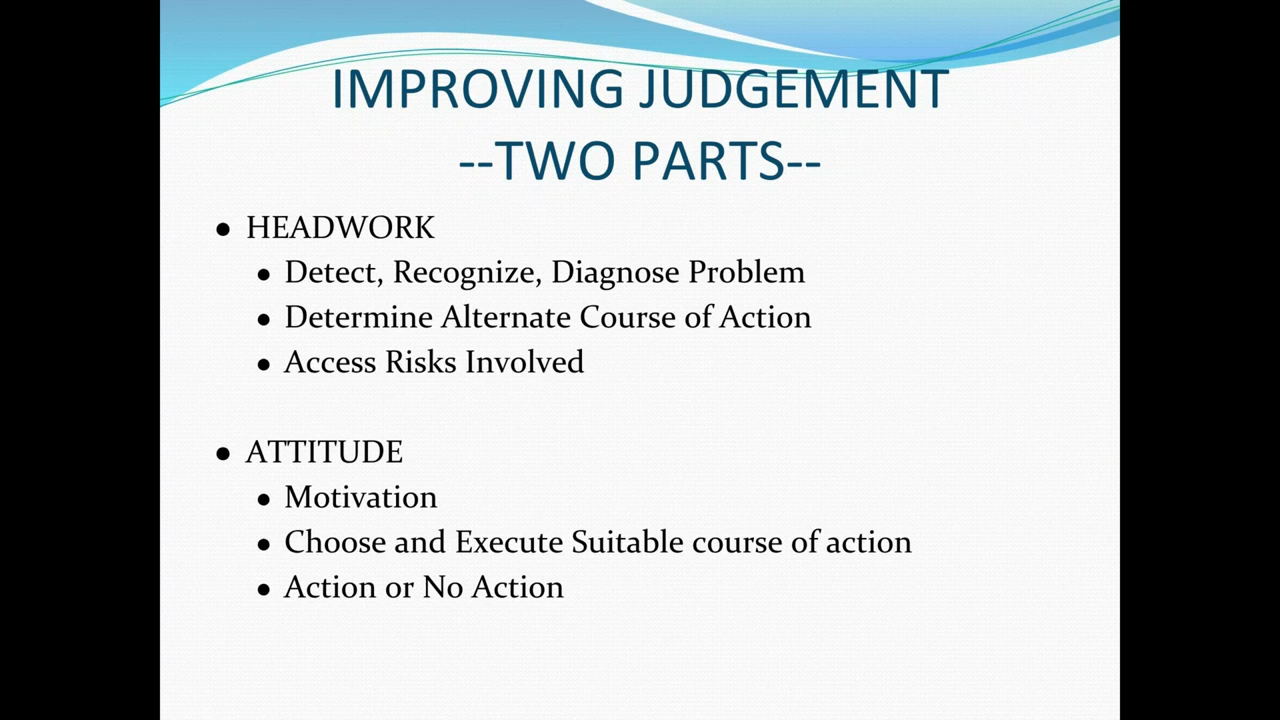 IMPROVING JUDGEMENT
--TWO PARTS--
• HEADWORK
• Detect, Recognize, Diagnose Problem
• Determine Alternate Course of Action
• Access Risks Involved
• ATTITUDE
• Motivation
• Choose and Execute Suitable course of action
• Action or No Action